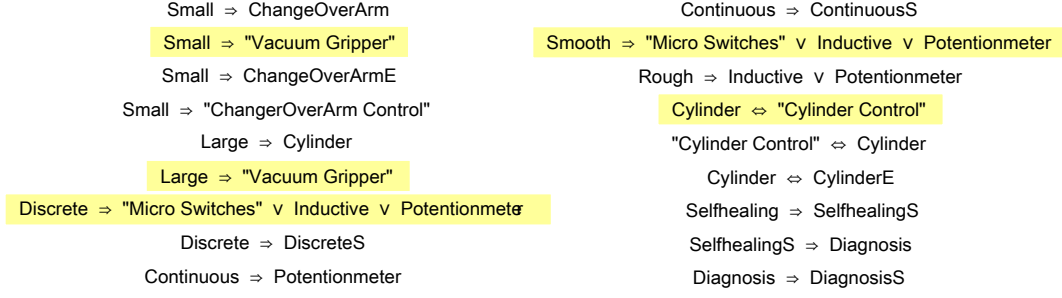 Small ⇒ ChangeOverArm
Small ⇒ "Vacuum Gripper"
Small ⇒ ChangeOverArmE
Small ⇒ "ChangerOverArm Control"
Large ⇒ Cylinder
Large ⇒ "Vacuum Gripper"
Discrete ⇒ "Micro Switches" ∨ Inductive ∨ Potentionmeter
Discrete ⇒ DiscreteS
Continuous ⇒ Potentionmeter
Continuous ⇒ ContinuousS
Smooth ⇒ "Micro Switches" ∨ Inductive ∨ Potentionmeter
Rough ⇒ Inductive ∨ Potentionmeter
Cylinder ⇔ "Cylinder Control"
"Cylinder Control" ⇔ Cylinder
Cylinder ⇔ CylinderE
Selfhealing ⇒ SelfhealingS
SelfhealingS ⇒ Diagnosis
Diagnosis ⇒ DiagnosisS